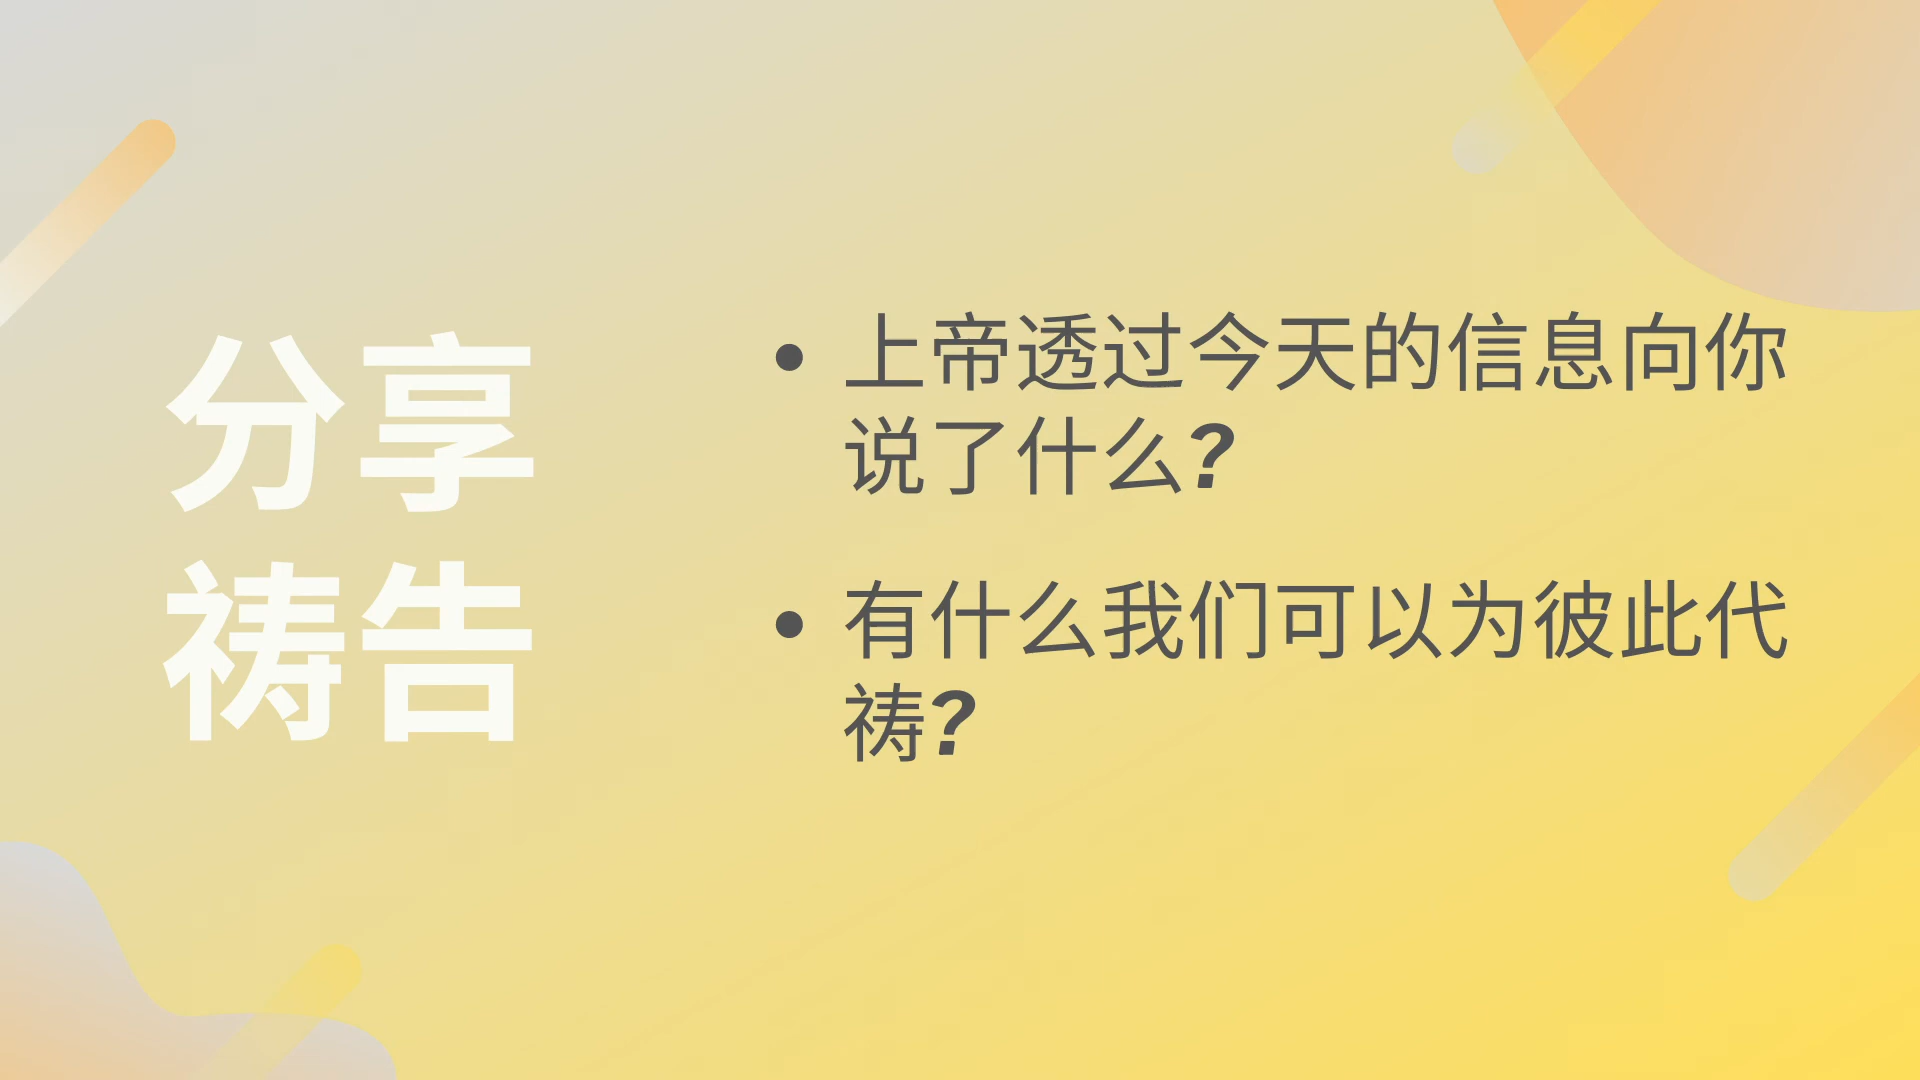 分享
祷告
• 上帝透过今天的信息向你
说了什么?
• 有什么我们可以为彼此代
祷?